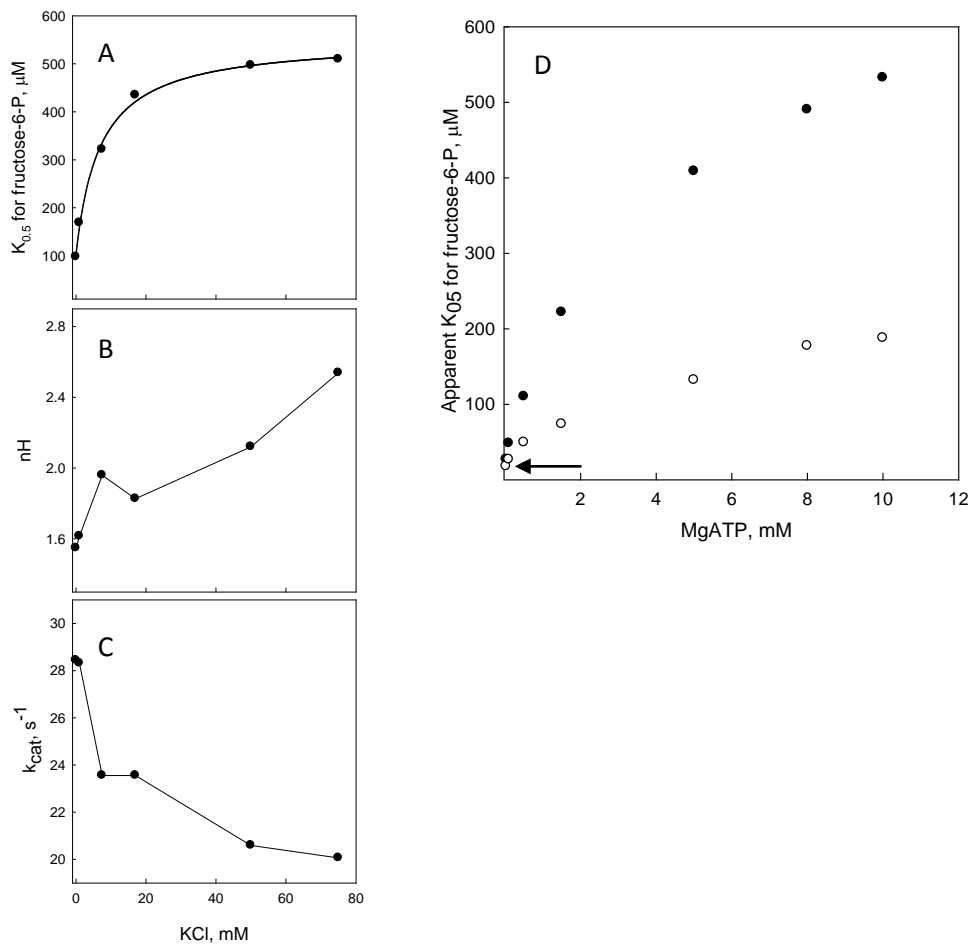 A
K0.5 for fructose-6-P, μM
600
500
400
300
200
100
B
nH
2.8
2.4
2.0
1.6
C
kcat, s-1
30
28
26
24
22
20
0 20 40 60 80
KCl, mM
D
Apparent K05 for fructose-6-P, μM
600
500
400
300
200
100
2 4 6 8 10 12
MgATP, mM